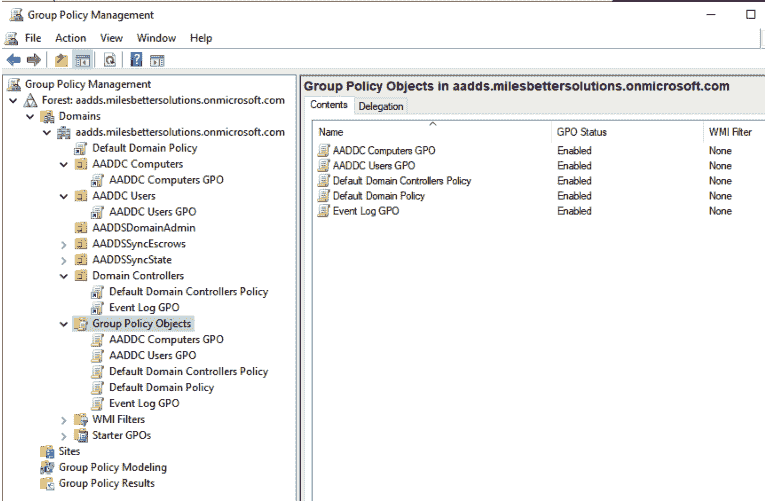 Group Policy Management
File Action View Window Help
Group Policy Management
Forest: aadds.milesbettersolutions.onmicrosoft.com
Domains
aadds.milesbettersolutions.onmicrosoft.com
Default Domain Policy
AADDC Computers
AADDC Computers GPO
AADDC Users
AADDC Users GPO
AADDSDomainAdmin
AADDSSyncEscrows
AADDSSyncState
Domain Controllers
Default Domain Controllers Policy
Event Log GPO
Group Policy Objects
AADDC Computers GPO
AADDC Users GPO
Default Domain Controllers Policy
Default Domain Policy
Event Log GPO
WMI Filters
Starter GPOs
Sites
Group Policy Modeling
Group Policy Results
Group Policy Objects in aadds.milesbettersolutions.onmicrosoft.com
Contents Delegation
Name GPO Status WMI Filter
AADDC Computers GPO Enabled None
AADDC Users GPO Enabled None
Default Domain Controllers Policy Enabled None
Default Domain Policy Enabled None
Event Log GPO Enabled None